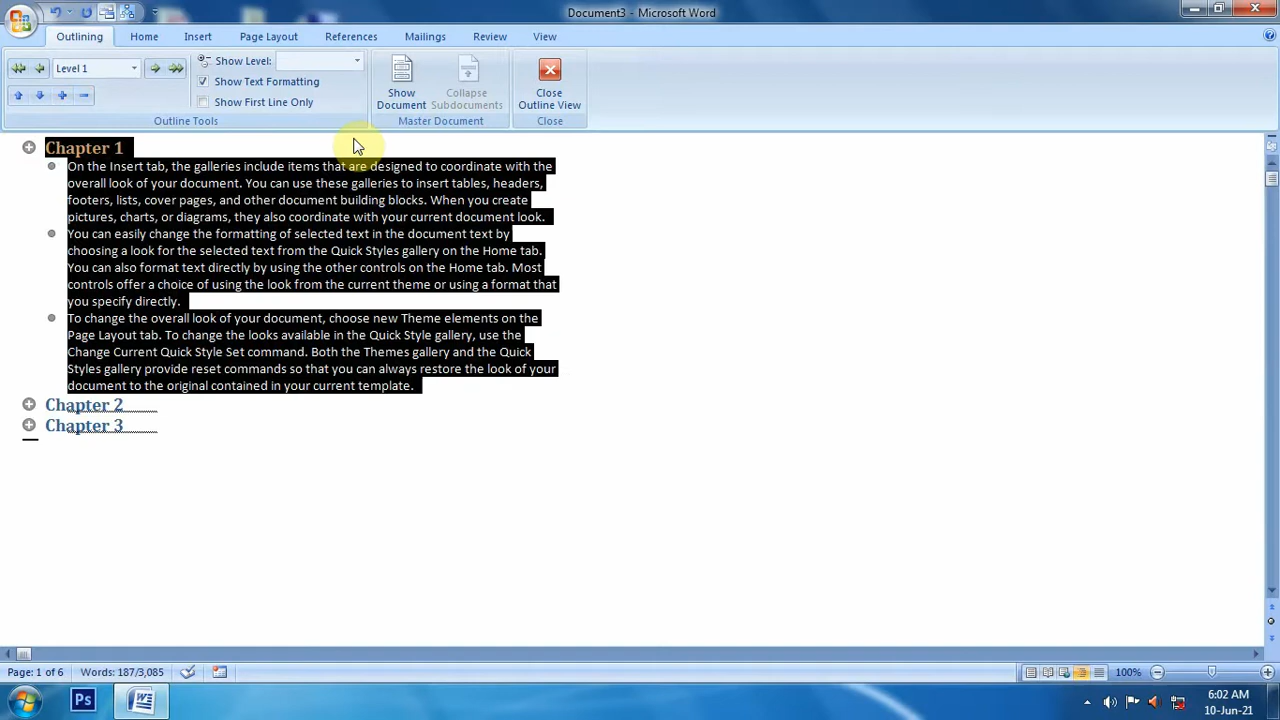 Document3 - Microsoft Word
Outlining Home Insert Page Layout References Mailings Review View
Level 1
Show Level:
Show Text Formatting
Show First Line Only
Show Document
Collapse Subdocuments
Close Outline View
Outline Tools Master Document Close
Chapter 1
On the Insert tab, the galleries include items that are designed to coordinate with the
overall look of your document. You can use these galleries to insert tables, headers,
footers, lists, cover pages, and other document building blocks. When you create
pictures, charts, or diagrams, they also coordinate with your current document look.
You can easily change the formatting of selected text in the document text by
choosing a look for the selected text from the Quick Styles gallery on the Home tab.
You can also format text directly by using the other controls on the Home tab. Most
controls offer a choice of using the look from the current theme or using a format that
you specify directly.
To change the overall look of your document, choose new Theme elements on the
Page Layout tab. To change the looks available in the Quick Style gallery, use the
Change Current Quick Style Set command. Both the Themes gallery and the Quick
Styles gallery provide reset commands so that you can always restore the look of your
document to the original contained in your current template.
Chapter 2
Chapter 3
Page: 1 of 6 Words: 187/3,085 100%
Ps 6:02 AM
10-Jun-21